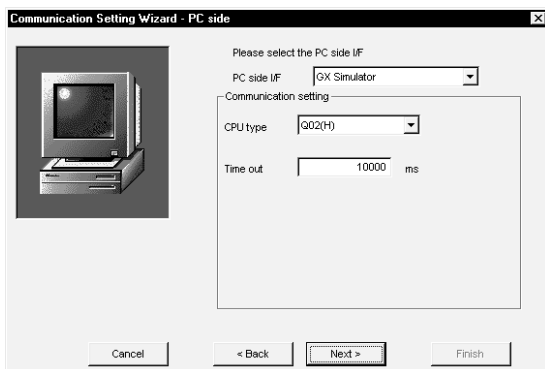 Communication Setting Wizard - PC side
Please select the PC side I/F
PC side I/F GX Simulator
Communication setting
CPU type Q02(H)
Time out 10000 ms
Cancel < Back Next > Finish